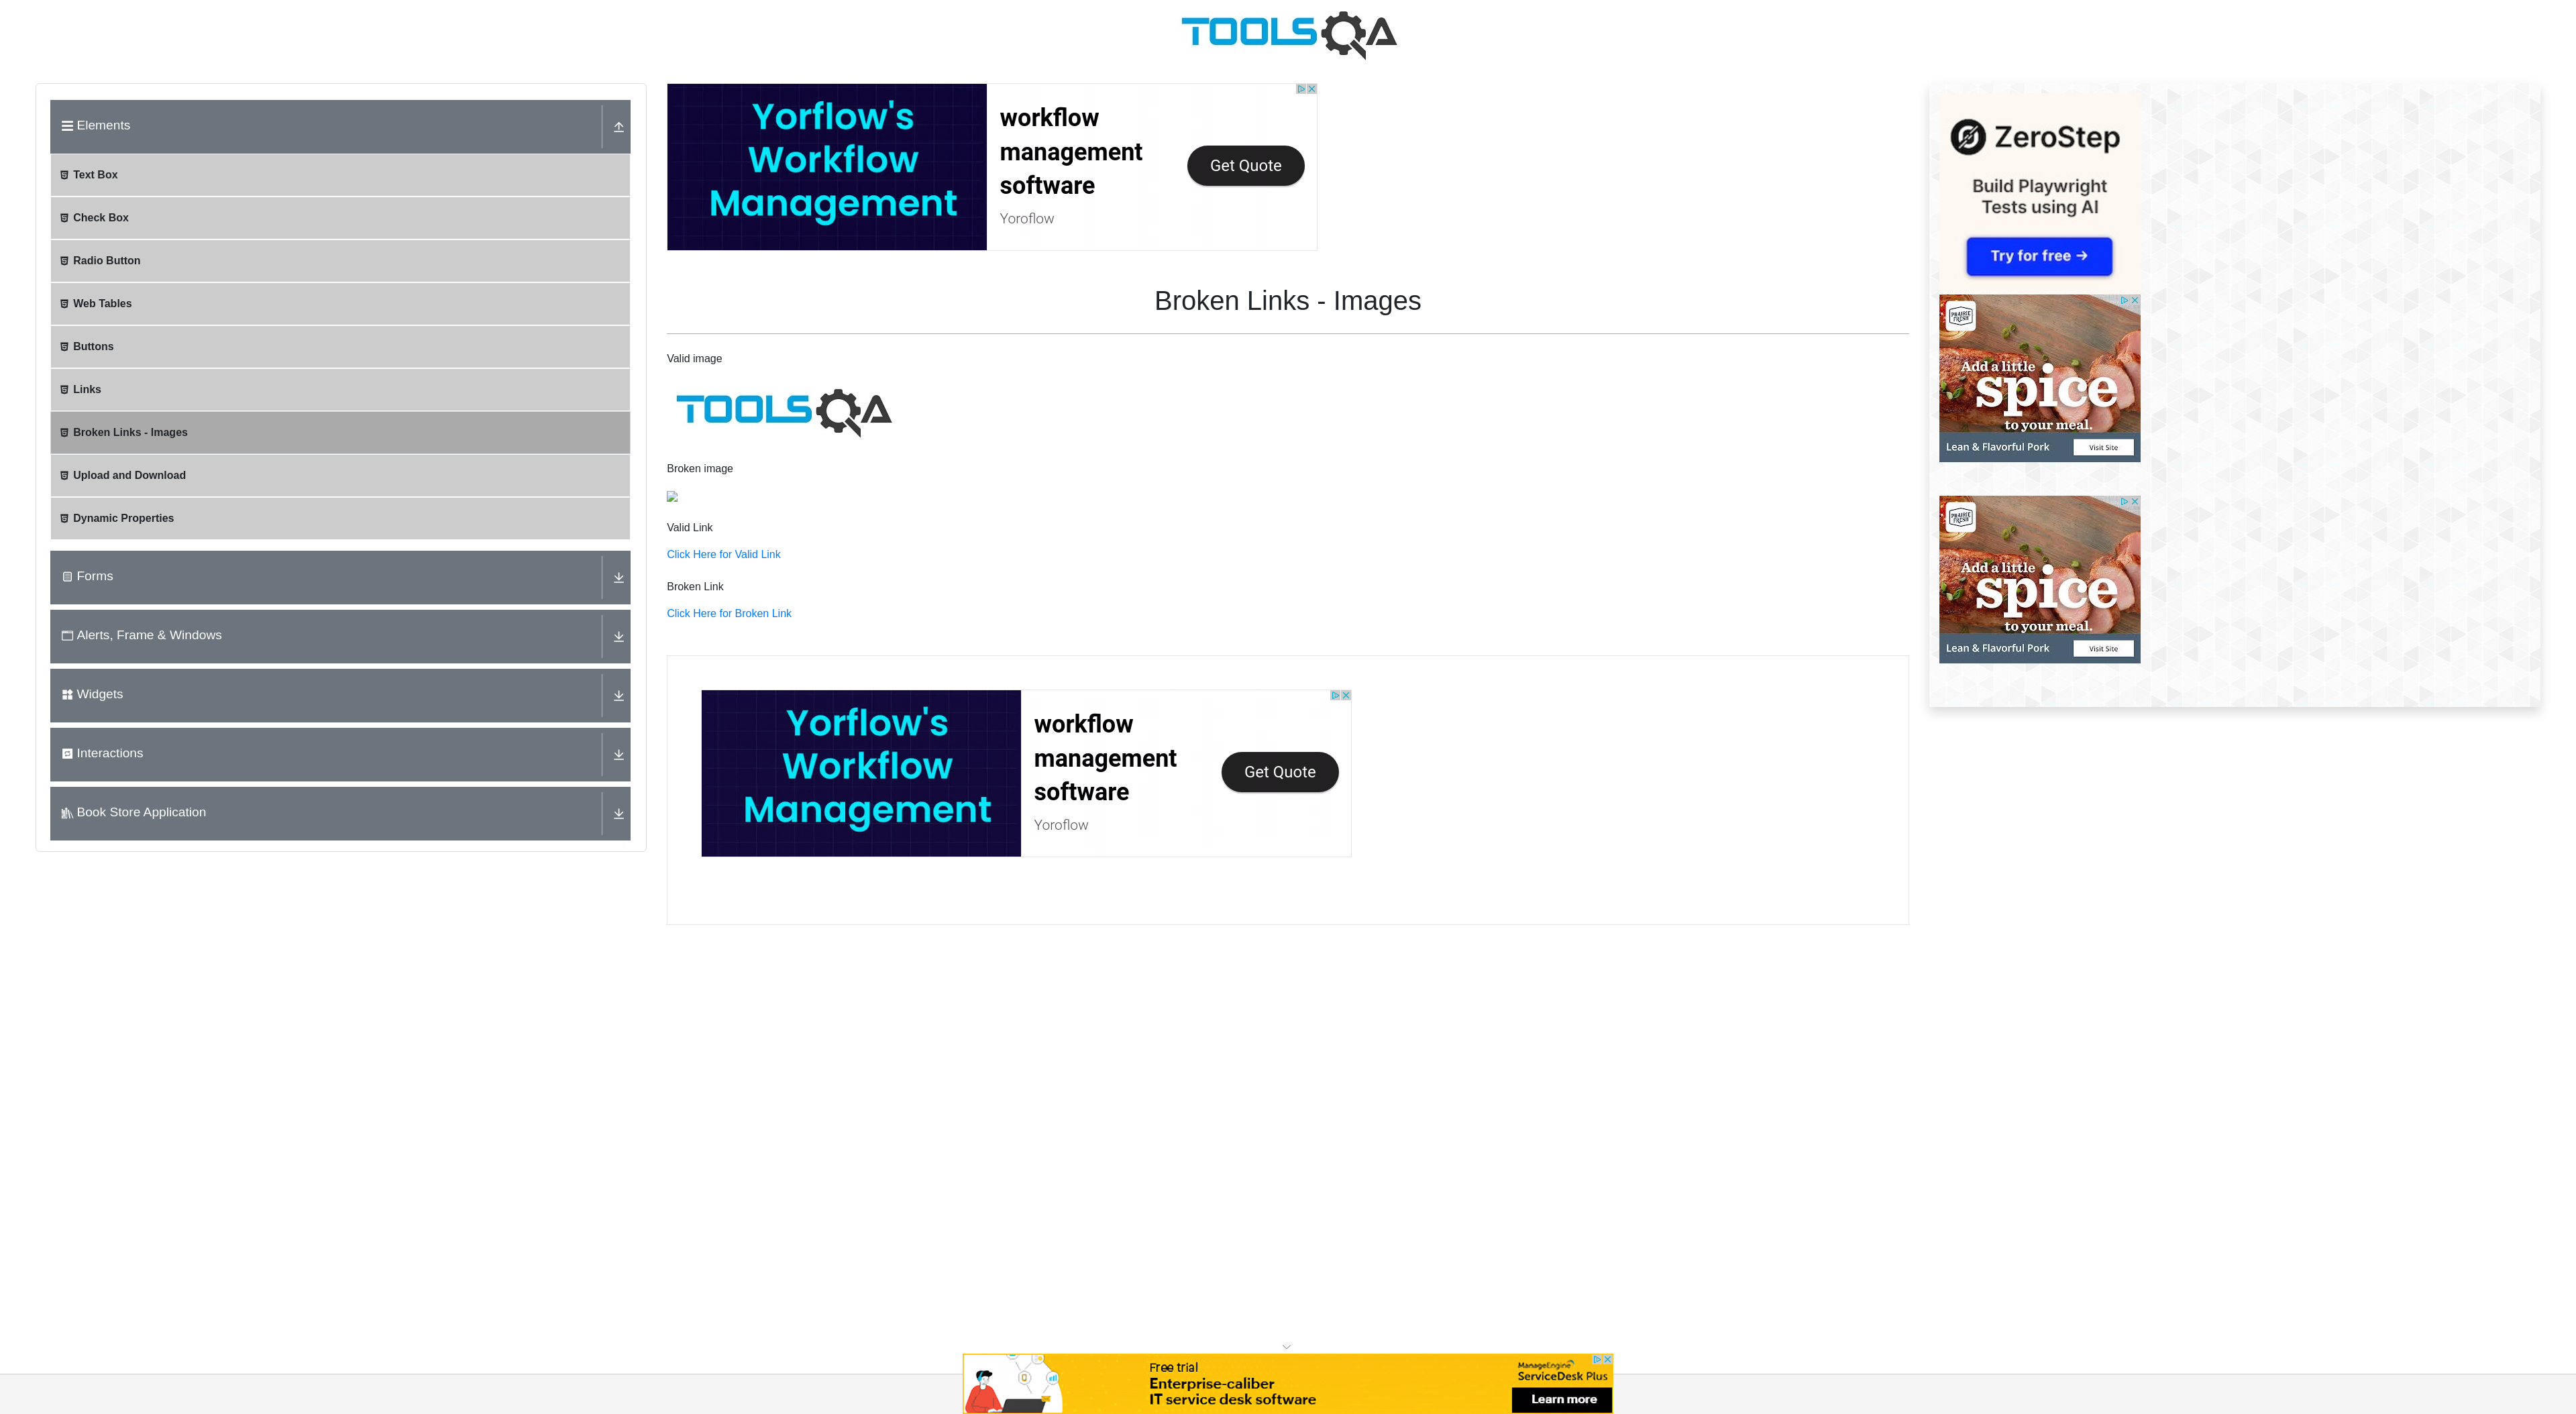 TOOLSQA
Elements
Text Box
Check Box
Radio Button
Web Tables
Buttons
Links
Broken Links - Images
Upload and Download
Dynamic Properties
Forms
Alerts, Frame & Windows
Widgets
Interactions
Book Store Application
Yorflow's
Workflow
Management
workflow
management
software
Yoroflow
Get Quote
Broken Links - Images
Valid image
TOOLSQA
Broken image
Valid Link
Click Here for Valid Link
Broken Link
Click Here for Broken Link
Yorflow's
Workflow
Management
workflow
management
software
Yoroflow
Get Quote
ZeroStep
Build Playwright
Tests using AI
Try for free →
PRAIRIE
FRESH
Add a little
spice
to your meal.
Lean & Flavorful Pork
Visit Site
PRAIRIE
FRESH
Add a little
spice
to your meal.
Lean & Flavorful Pork
Visit Site
Free trial
Enterprise-caliber
IT service desk software
ManageEngine
ServiceDesk Plus
Learn more